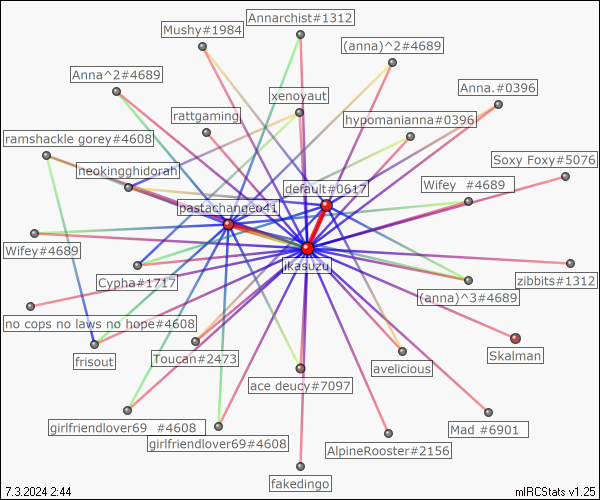 Annarchist#1312
Mushy#1984
(anna)^2#4689
Anna^2#4689
Anna.#0396
xenoyaut
rattgaming
hypomanianna#0396
ramshackle gorey#4608
Soxy Foxy#5076
neokingghidorah
default#0617
Wifey #4689
pastachangeo41
Wifey#4689
ikasuzu
Cypha#1717
zibbits#1312
(anna)^3#4689
no cops no laws no hope#4608
frisout
Toucan#2473
Skalman
avelicious
ace deucy#7097
girlfriendlover69 #4608
Mad #6901
girlfriendlover69#4608
AlpineRooster#2156
fakedingo
7.3.2024 2:44
mIRCStats v1.25